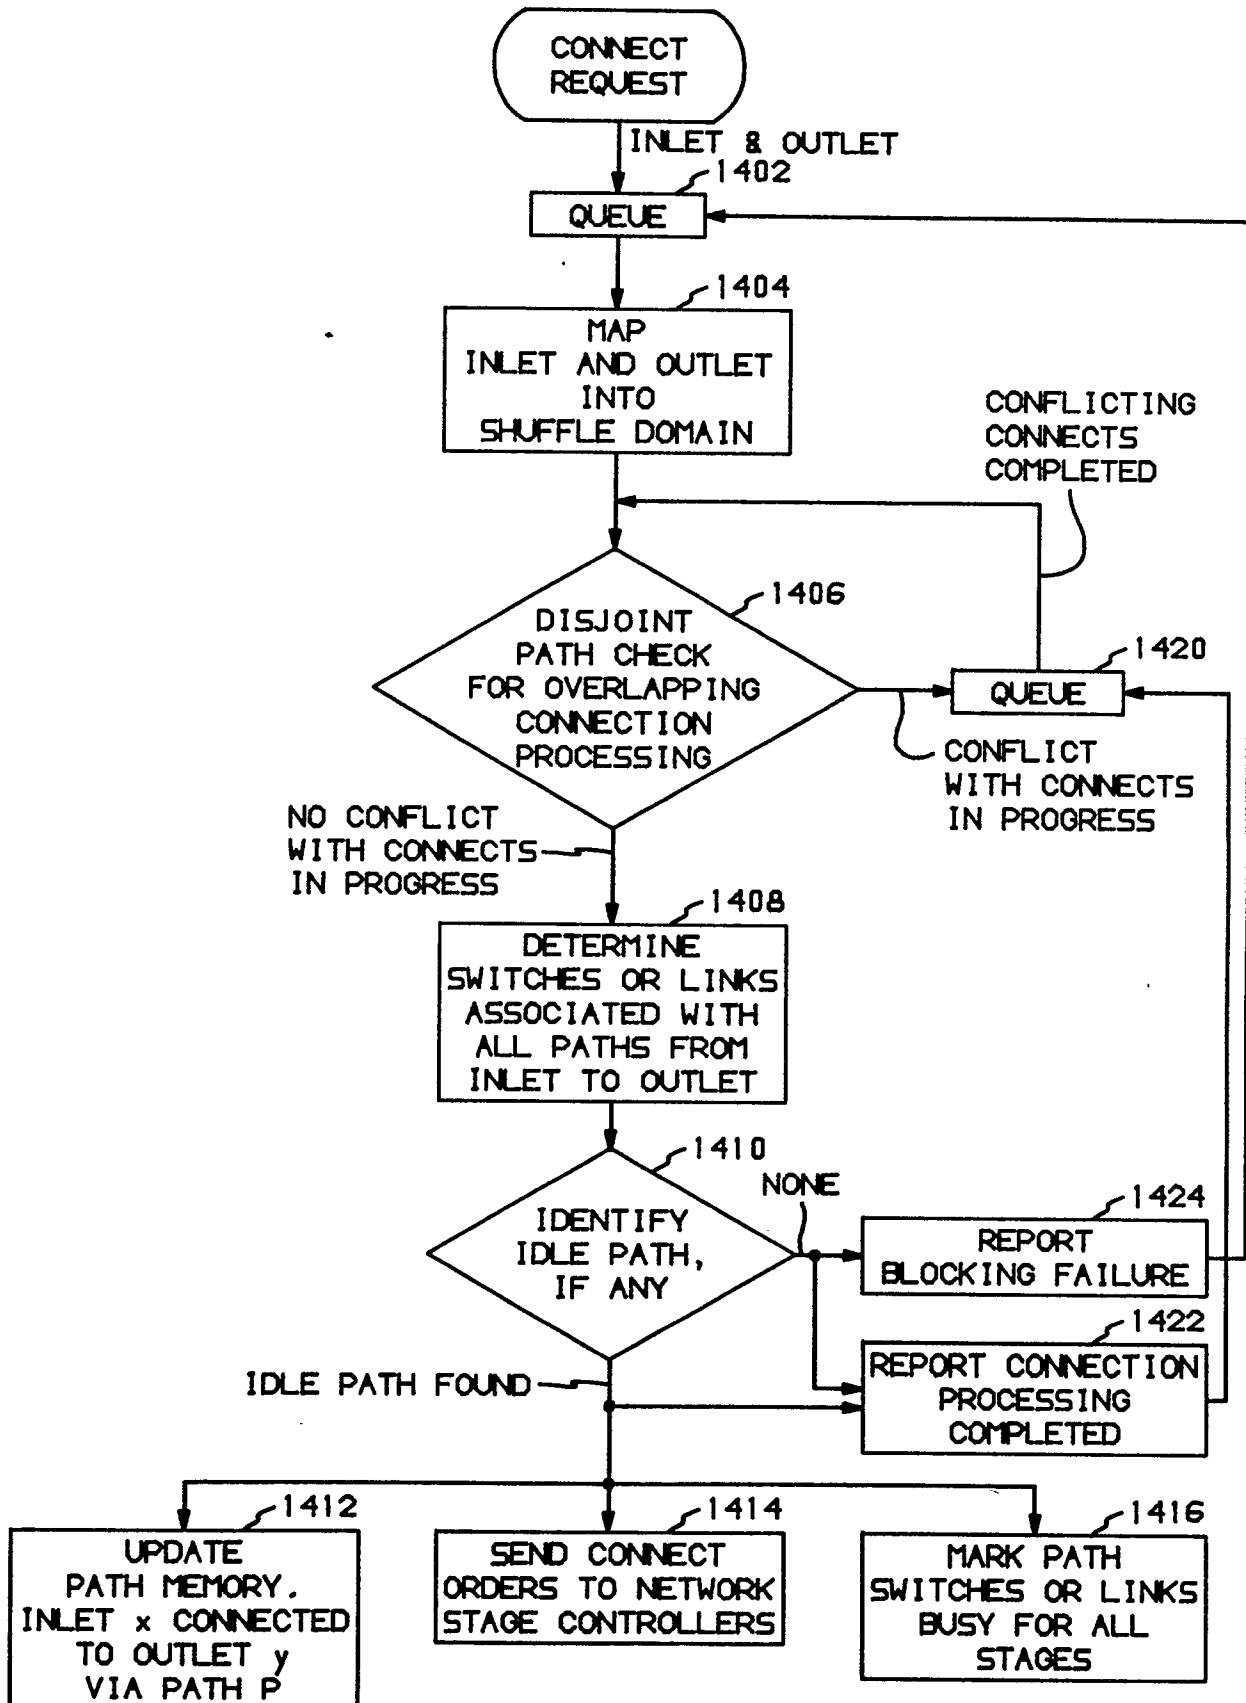 CONNECT
REQUEST
INLET & OUTLET
1402
QUEUE
1404
MAP
INLET AND OUTLET
INTO
SHUFFLE DOMAIN
CONFLICTING
CONNECTS
COMPLETED
1406
DISJOINT
PATH CHECK
FOR OVERLAPPING
CONNECTION
PROCESSING
1420
QUEUE
CONFLICT
WITH CONNECTS
IN PROGRESS
NO CONFLICT
WITH CONNECTS
IN PROGRESS
1408
DETERMINE
SWITCHES OR LINKS
ASSOCIATED WITH
ALL PATHS FROM
INLET TO OUTLET
1410
IDENTIFY
IDLE PATH,
IF ANY
NONE
1424
REPORT
BLOCKING FAILURE
1422
REPORT CONNECTION
PROCESSING
COMPLETED
IDLE PATH FOUND
1412
UPDATE
PATH MEMORY.
INLET x CONNECTED
TO OUTLET y
VIA PATH P
1414
SEND CONNECT
ORDERS TO NETWORK
STAGE CONTROLLERS
1416
MARK PATH
SWITCHES OR LINKS
BUSY FOR ALL
STAGES